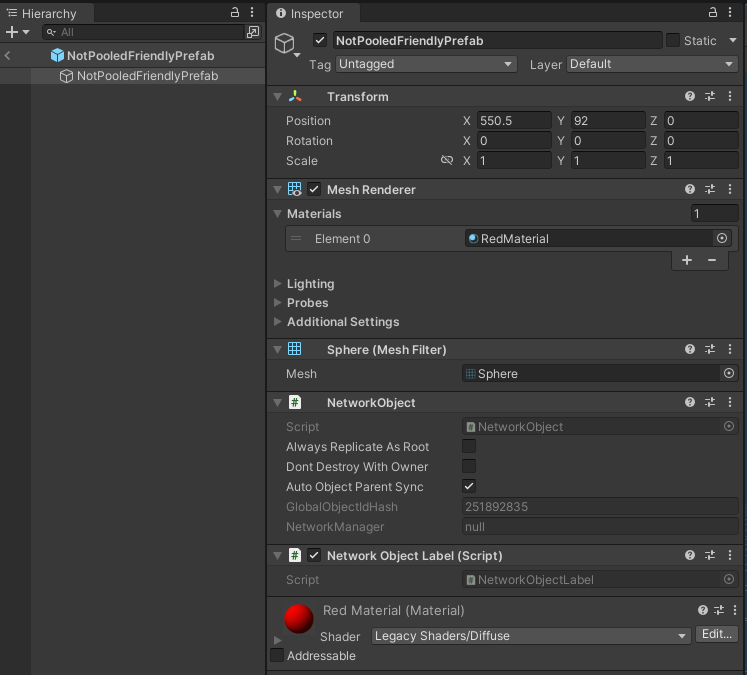 Hierarchy
All
NotPooledFriendlyPrefab
NotPooledFriendlyPrefab
Inspector
NotPooledFriendlyPrefab Static
Tag Untagged Layer Default
Transform
Position X 550.5 Y 92 Z 0
Rotation X 0 Y 0 Z 0
Scale X 1 Y 1 Z 1
Mesh Renderer
Materials 1
Element 0 RedMaterial
+ −
Lighting
Probes
Additional Settings
Sphere (Mesh Filter)
Mesh Sphere
# NetworkObject
Script # NetworkObject
Always Replicate As Root
Dont Destroy With Owner
Auto Object Parent Sync
GlobalObjectIdHash 251892835
NetworkManager null
# Network Object Label (Script)
Script # NetworkObjectLabel
Red Material (Material)
Shader Legacy Shaders/Diffuse Edit...
Addressable